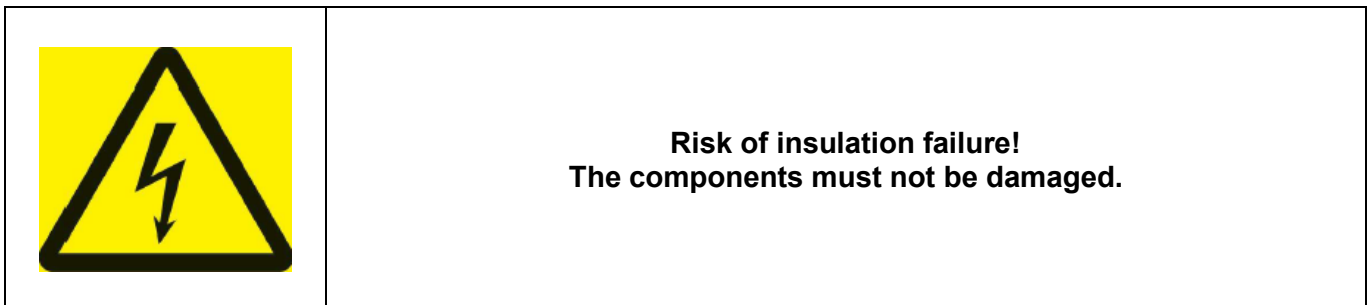 Risk of insulation failure!
The components must not be damaged.